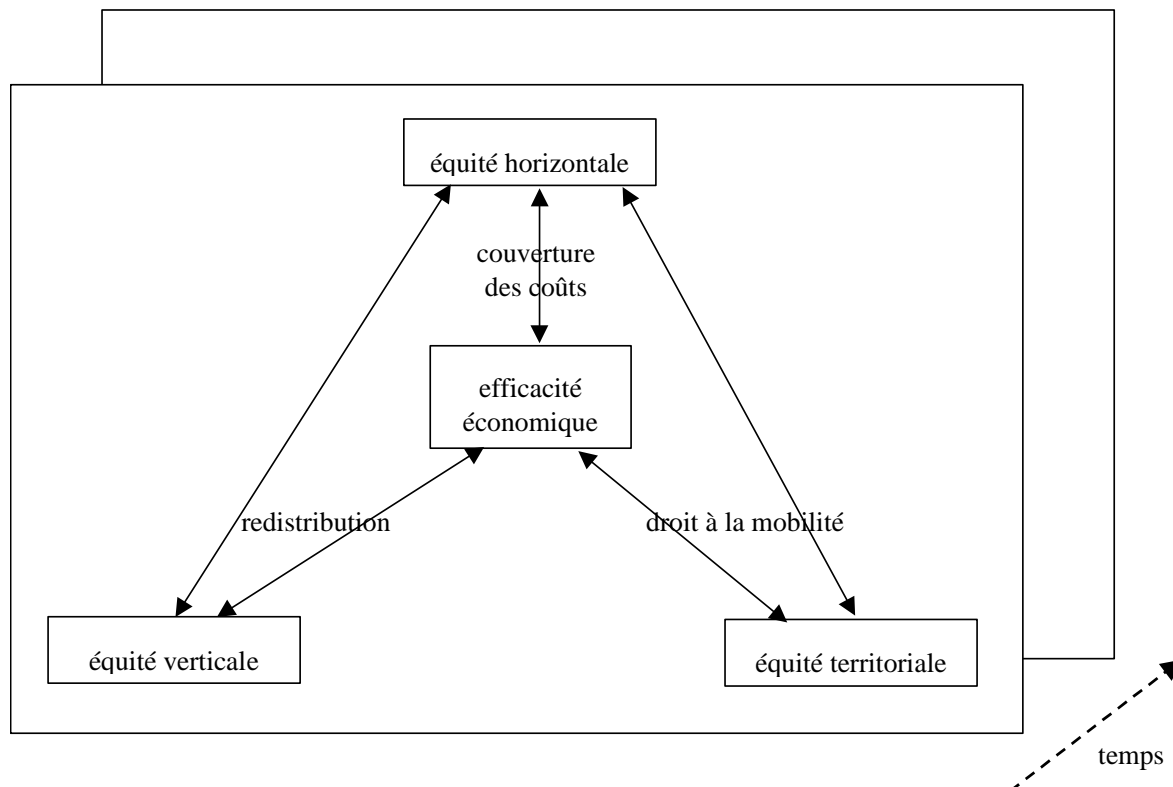 équité horizontale
couverture
des coûts
efficacité
économique
redistribution
droit à la mobilité
équité verticale
équité territoriale
temps